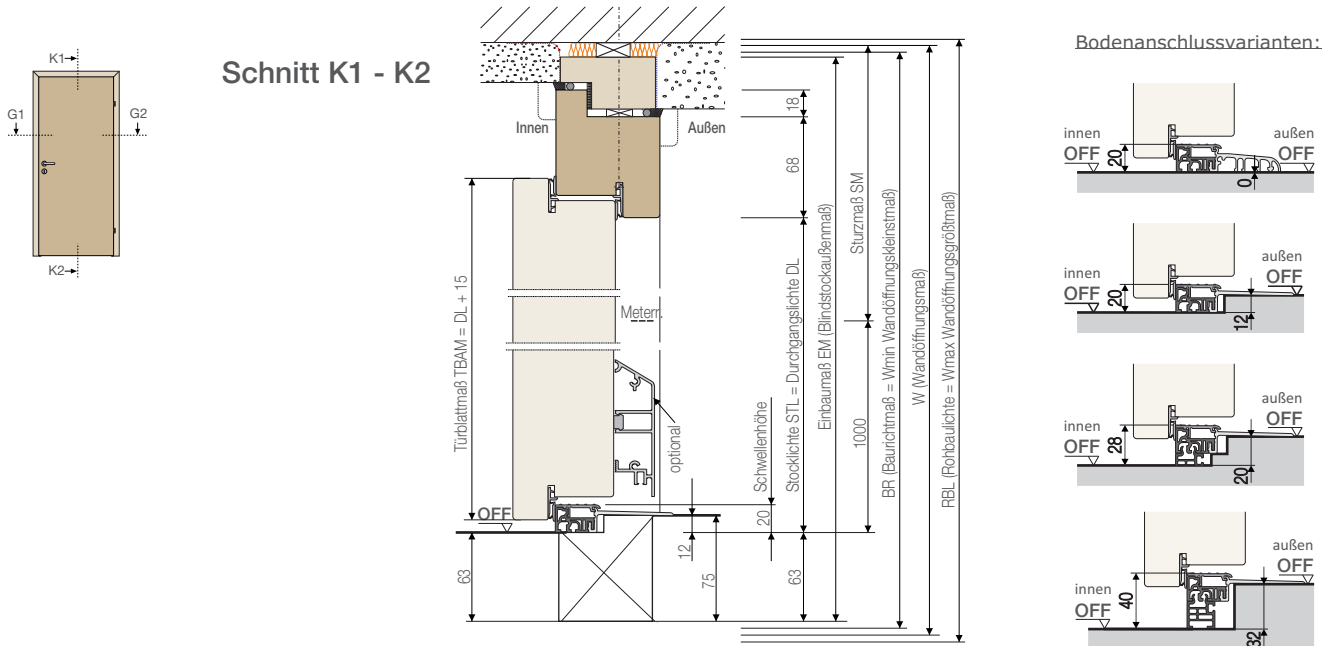 K1
G1
G2
K2
Schnitt K1 - K2
Innen
Außen
18
68
Türblattmaß TBAM = DL + 15
Meterr.
optional
Schwellenhöhe
Stocklichte STL = Durchgangslichte DL
Einbaumaß EM (Blindstockaußenmaß)
Sturzmaß SM
1000
BR (Baurichtmaß = Wmin Wandöffnungskleinstmaß)
W (Wandöffnungsmaß)
RBL (Rohbaulichte = Wmax Wandöffnungsgrößtmaß)
OFF
63
12
75
20
63
Bodenanschlussvarianten:
innen
OFF
20
außen
OFF
0
innen
OFF
20
außen
OFF
12
innen
OFF
28
außen
OFF
20
innen
OFF
40
außen
OFF
32